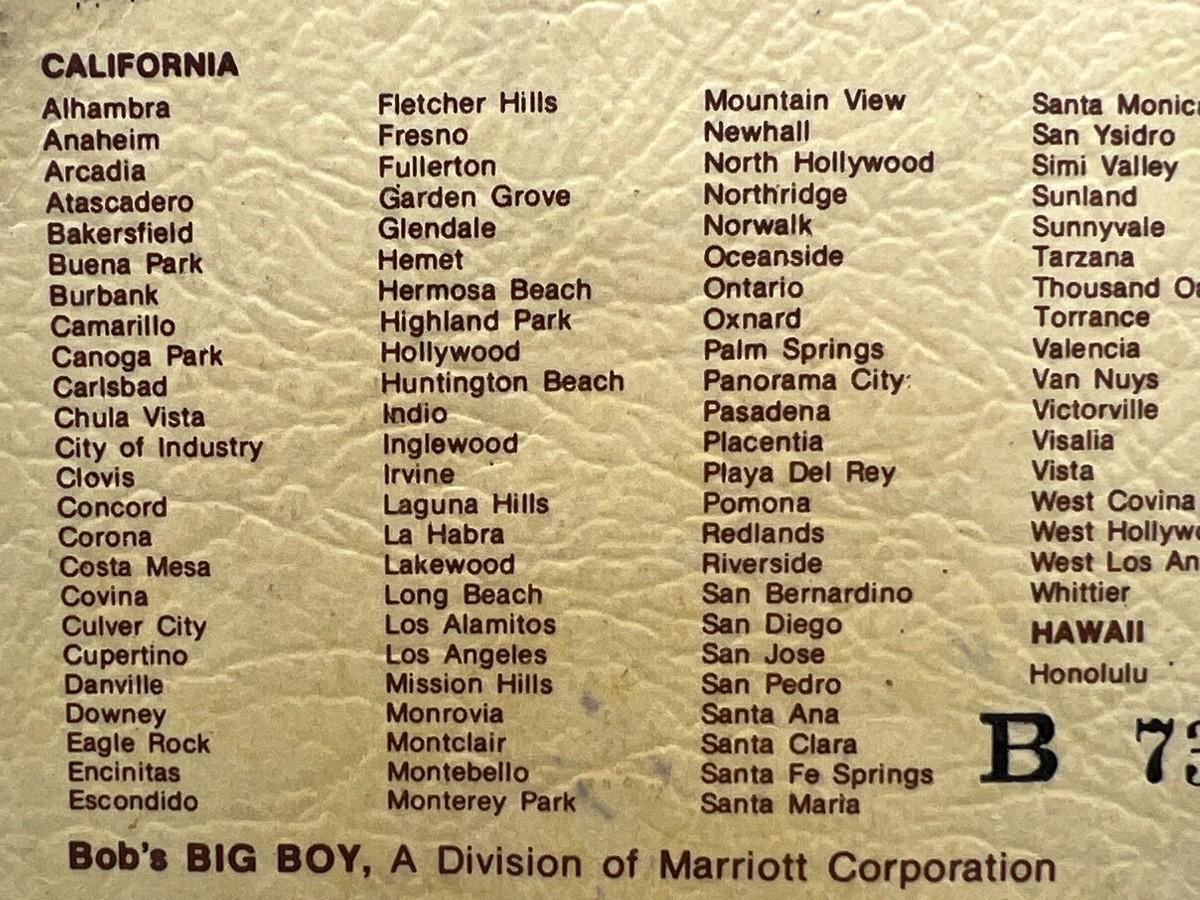 CALIFORNIA
Alhambra
Anaheim
Arcadia
Atascadero
Bakersfield
Buena Park
Burbank
Camarillo
Canoga Park
Carlsbad
Chula Vista
City of Industry
Clovis
Concord
Corona
Costa Mesa
Covina
Culver City
Cupertino
Danville
Downey
Eagle Rock
Encinitas
Escondido
Fletcher Hills
Fresno
Fullerton
Garden Grove
Glendale
Hemet
Hermosa Beach
Highland Park
Hollywood
Huntington Beach
Indio
Inglewood
Irvine
Laguna Hills
La Habra
Lakewood
Long Beach
Los Alamitos
Los Angeles
Mission Hills
Monrovia
Montclair
Montebello
Monterey Park
Mountain View
Newhall
North Hollywood
Northridge
Norwalk
Oceanside
Ontario
Oxnard
Palm Springs
Panorama City
Pasadena
Placentia
Playa Del Rey
Pomona
Redlands
Riverside
San Bernardino
San Diego
San Jose
San Pedro
Santa Ana
Santa Clara
Santa Fe Springs
Santa Maria
Santa
San Ysidro
Simi Valley
Sunland
Sunnyvale
Tarzana
Thousand
Torrance
Valencia
Van Nuys
Victorville
Visalia
Vista
West Covina
West
West Los
Whittier
HAWAII
Honolulu
B 7
Bob's BIG BOY, A Division of Marriott Corporation